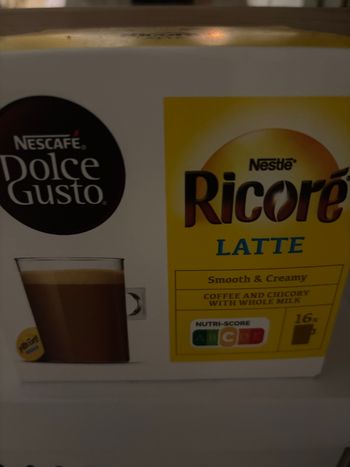 NESCAFÉ®
Dolce
Gusto®
Nestlé®
Ricoré
LATTE
Smooth & Creamy
COFFEE AND CHICORY
WITH WHOLE MILK
NUTRI-SCORE
A B C D E
16x